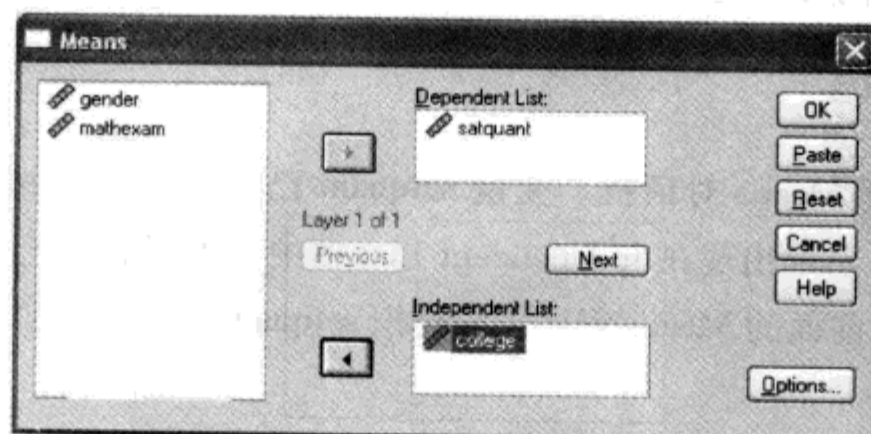 Means
gender
mathexam
Dependent List:
satquant
OK
Paste
Reset
Cancel
Help
Layer 1 of 1
Previous
Next
Independent List:
college
Options...